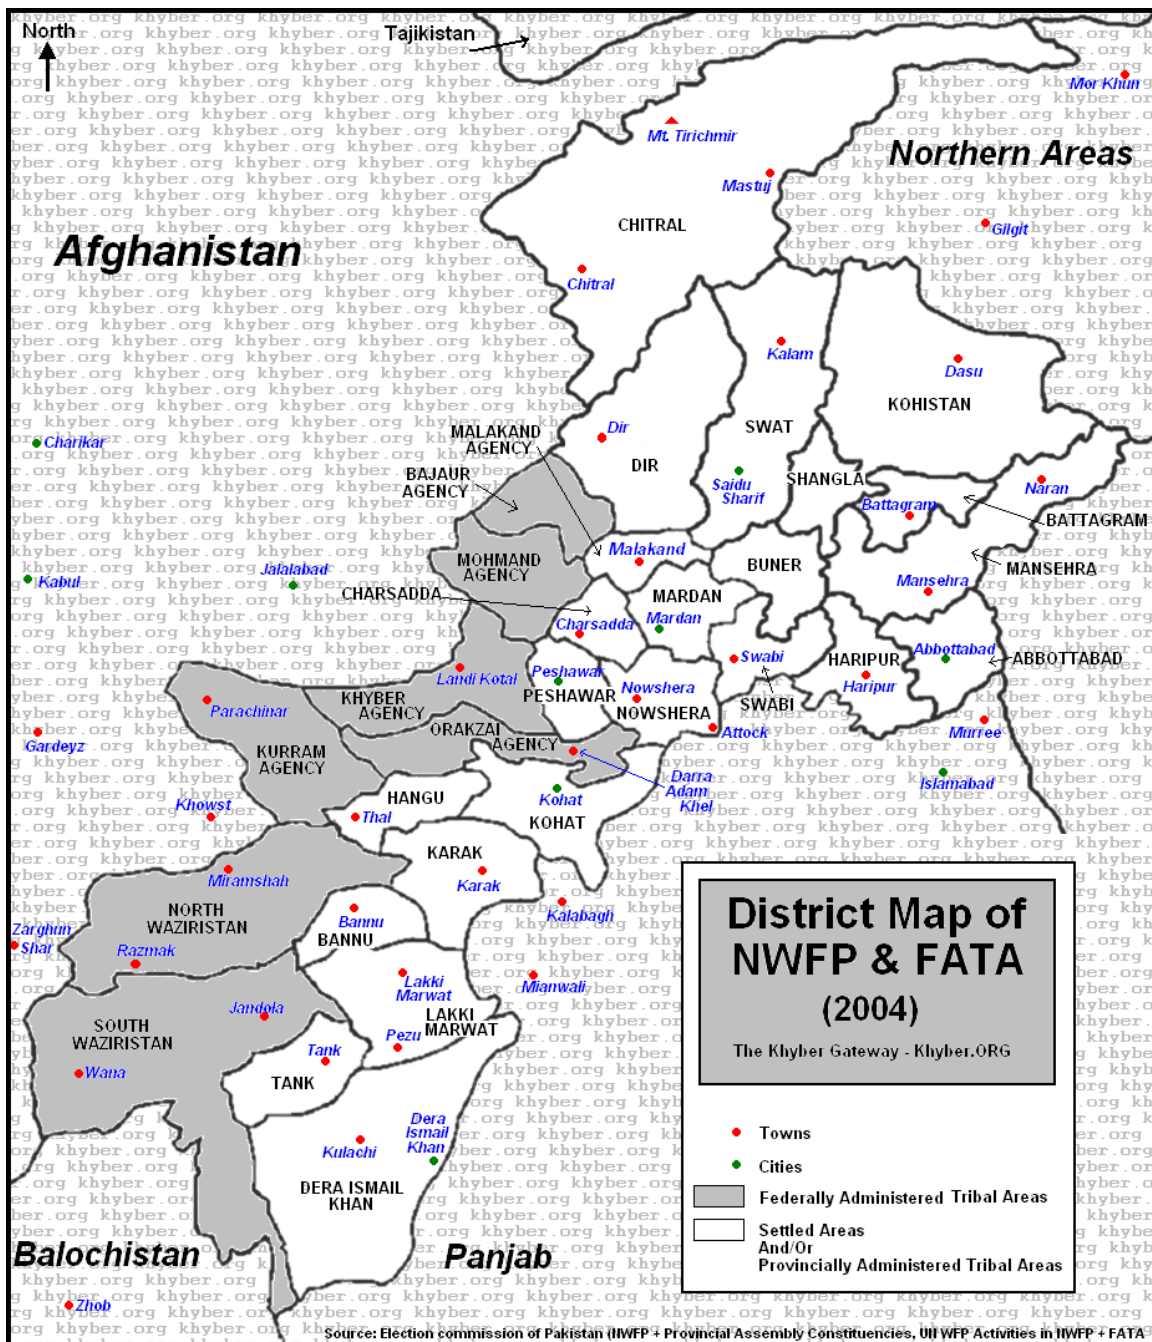 North
Tajikistan
Mor Khun
Mt. Tirichmir
Northern Areas
Mastuj
CHITRAL
Gilgit
Afghanistan
Chitral
Kalam
Dasu
KOHISTAN
Dir
MALAKAND
AGENCY
SWAT
Charikar
DIR
BAJAUR
AGENCY
Saidu
Sharif
SHANGLA
Naran
Battagram
BATTAGRAM
Malakand
MOHMAND
AGENCY
BUNER
MANSEHRA
Jalalabad
Kabul
Mansehra
CHARSADDA
MARDAN
Mardan
Charsadda
Swabi
HARIPUR
Abbottabad
ABBOTTABAD
Landi Kotal
Peshawar
PESHAWAR
Haripur
Nowshera
NOWSHERA
SWABI
Parachinar
KHYBER
AGENCY
ORAKZAI
AGENCY
Attock
Murree
Gardeyz
KURRAM
AGENCY
Darra
Adam
Khel
Islamabad
HANGU
Kohat
KOHAT
Khowst
Thal
KARAK
Karak
Miramshah
NORTH
WAZIRISTAN
Bannu
BANNU
Kalabagh
Zarghun
Shar
Razmak
Lakki
Marwat
Mianwali
Jandola
LAKKI
MARWAT
SOUTH
WAZIRISTAN
Pezu
Tank
TANK
Wana
Dera
Ismail
Khan
Kulachi
DERA ISMAIL
KHAN
Balochistan
Panjab
Zhob
District Map of
NWFP & FATA
(2004)
The Khyber Gateway - Khyber.ORG
Towns
Cities
Federally Administered Tribal Areas
Settled Areas
And/Or
Provincially Administered Tribal Areas
Source: Election commission of Pakistan (NWFP + Provincial Assembly Constituencies, UN WFP Activities in NWFP + FATA
khyber.org